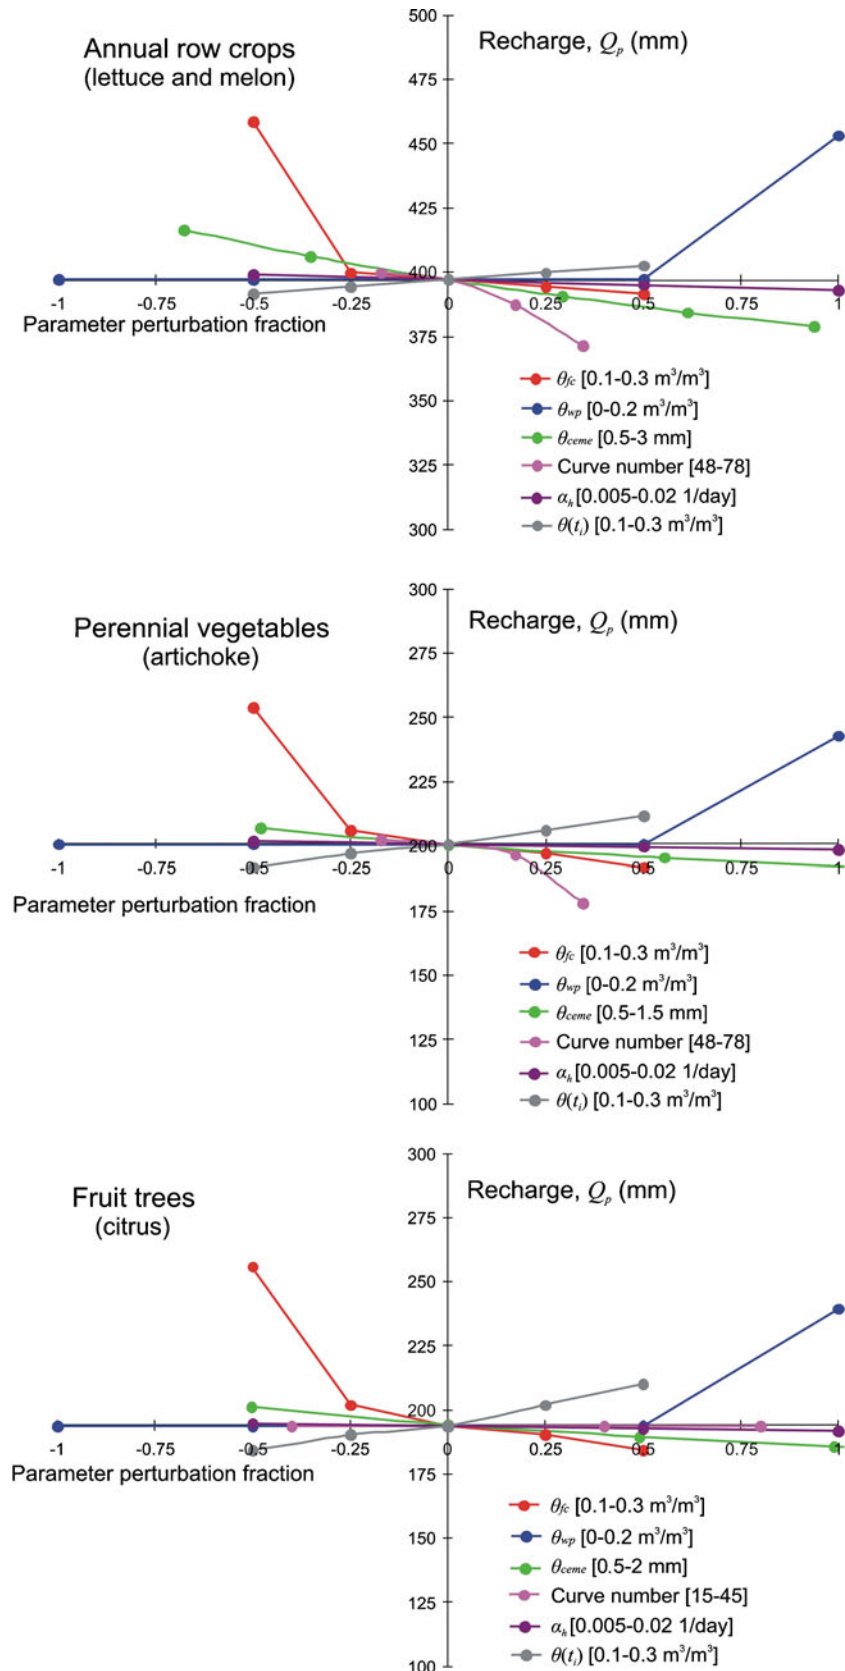 500
Annual row crops
(lettuce and melon)
Recharge, Qp (mm)
475
450
425
400
-1 -0.75 -0.5 -0.25 0 0.25 0.5 0.75 1
Parameter perturbation fraction
375
θfc [0.1-0.3 m³/m³]
350
θwp [0-0.2 m³/m³]
θceme [0.5-3 mm]
325
Curve number [48-78]
αh [0.005-0.02 1/day]
300
θ(ti) [0.1-0.3 m³/m³]
300
Perennial vegetables
(artichoke)
Recharge, Qp (mm)
275
250
225
200
-1 -0.75 -0.5 -0.25 0 0.25 0.5 0.75 1
Parameter perturbation fraction
175
150
θfc [0.1-0.3 m³/m³]
θwp [0-0.2 m³/m³]
125
θceme [0.5-1.5 mm]
Curve number [48-78]
αh [0.005-0.02 1/day]
100
θ(ti) [0.1-0.3 m³/m³]
300
Fruit trees
(citrus)
Recharge, Qp (mm)
275
250
225
200
-1 -0.75 -0.5 -0.25 0 0.25 0.5 0.75 1
Parameter perturbation fraction
175
θfc [0.1-0.3 m³/m³]
150
θwp [0-0.2 m³/m³]
θceme [0.5-2 mm]
125
Curve number [15-45]
αh [0.005-0.02 1/day]
θ(ti) [0.1-0.3 m³/m³]
100